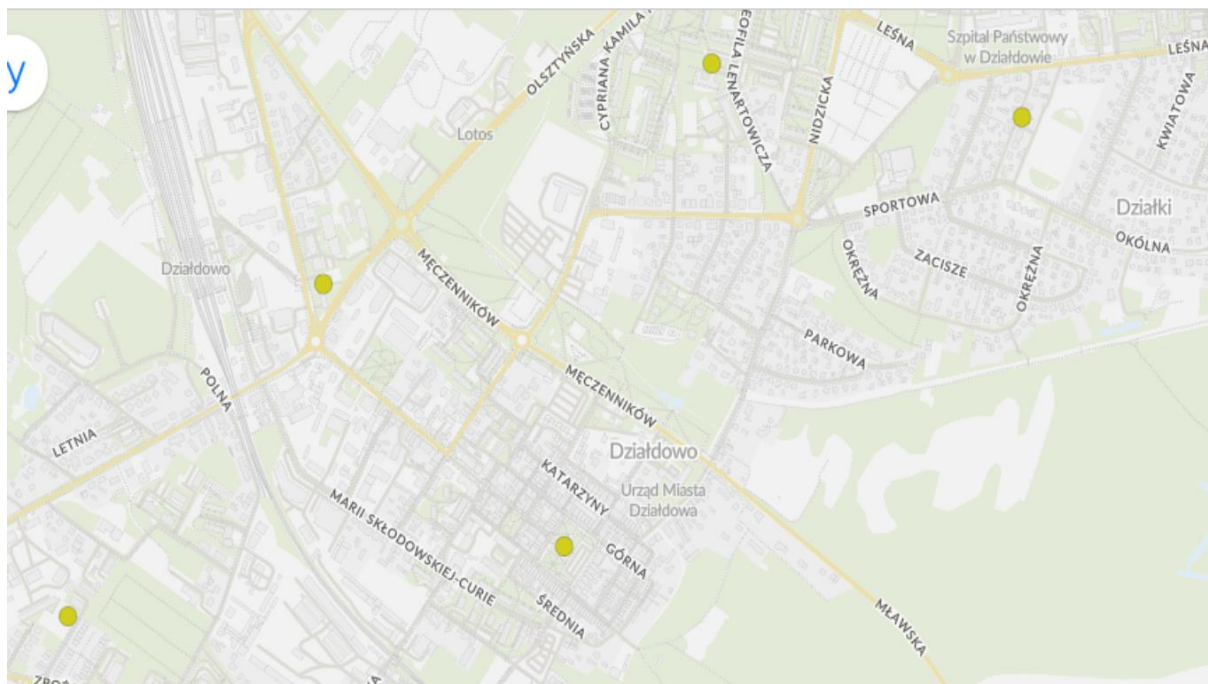 OLSZTYŃSKA
CYPRIANA KAMILA
EOFILA LENARTOWICZA
LEŚNA
Szpital Państwowy
w Działdowie
LEŚNA
y
Lotos
NIDZICKA
KWIATOWA
SPORTOWA
Działki
OKÓLNA
Działdowo
MĘCZENNIKÓW
OKRĘŻNA
ZACISZE
OKRĘŻNA
PARKOWA
POLNA
MĘCZENNIKÓW
LETNIA
Działdowo
KATARZYNY
Urząd Miasta
Działdowa
MARII SKŁODOWSKIEJ-CURIE
GÓRNA
ŚREDNIA
MŁAWSKA